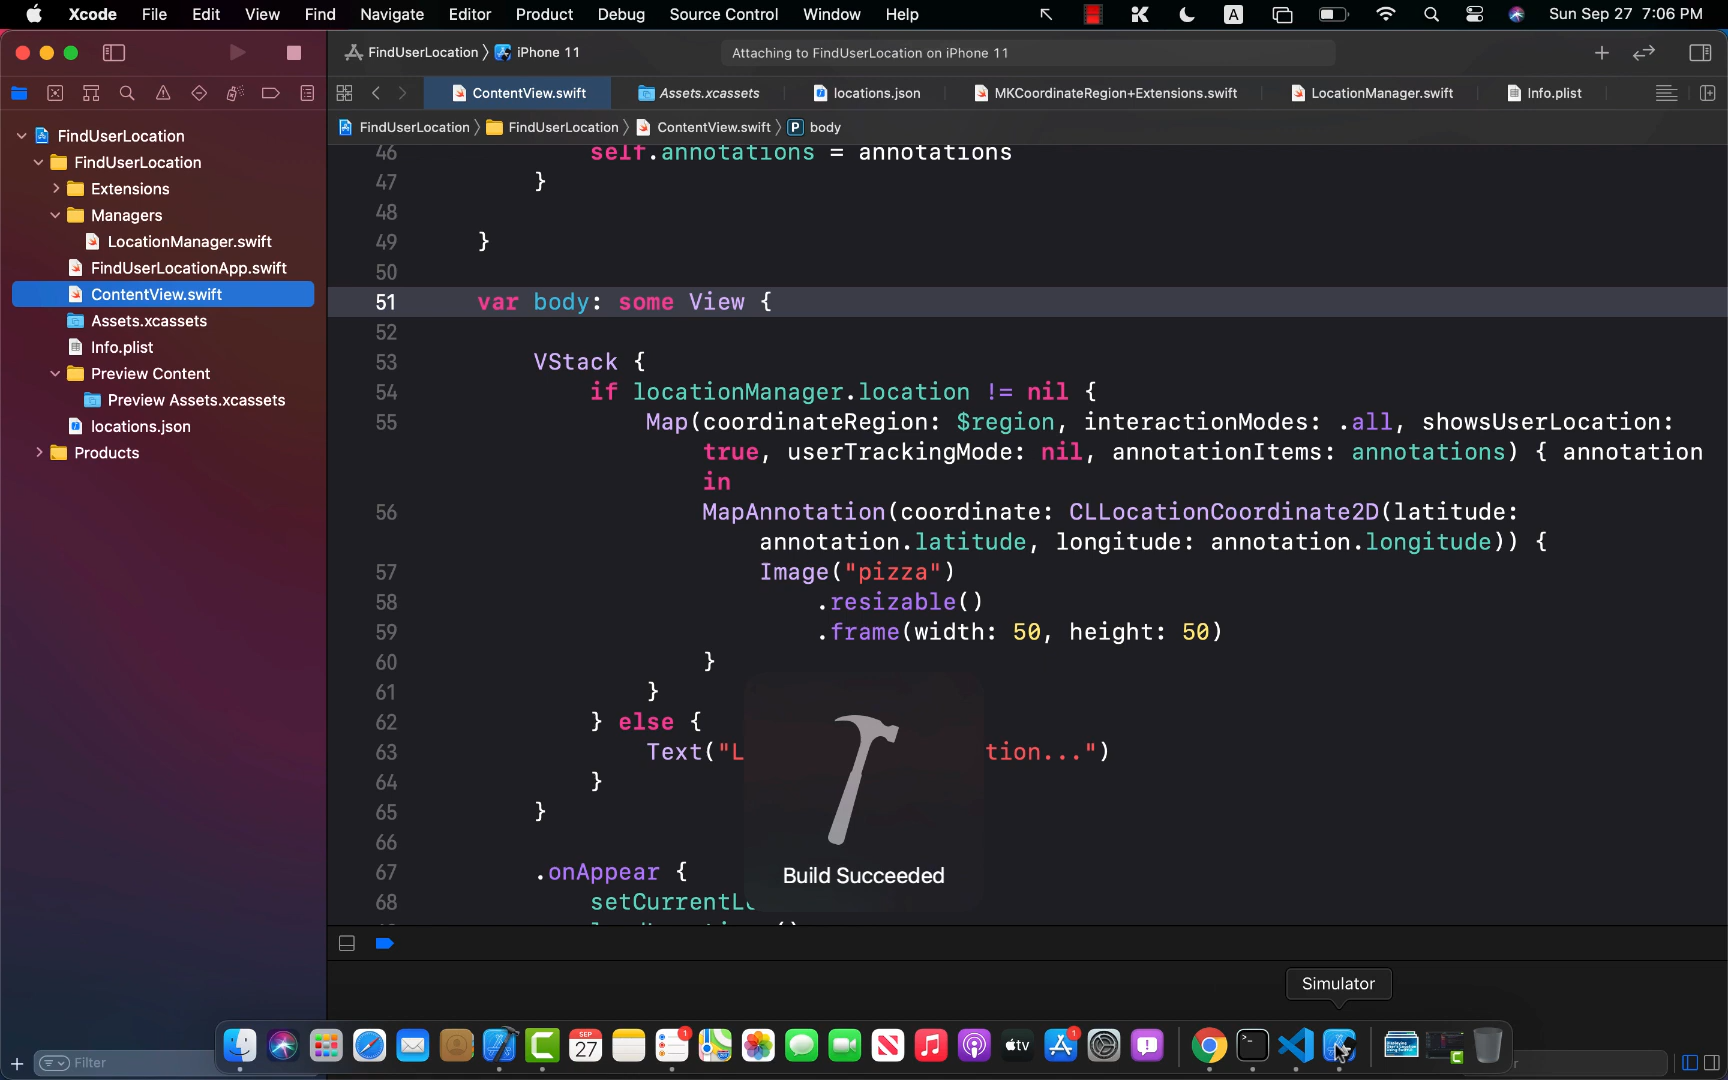 Xcode File Edit View Find Navigate Editor Product Debug Source Control Window Help A Sun Sep 27 7:06 PM
FindUserLocation iPhone 11 Attaching to FindUserLocation on iPhone 11
ContentView.swift Assets.xcassets locations.json MKCoordinateRegion+Extensions.swift LocationManager.swift Info.plist
FindUserLocation FindUserLocation ContentView.swift P body
FindUserLocation
FindUserLocation
Extensions
Managers
LocationManager.swift
FindUserLocationApp.swift
ContentView.swift
Assets.xcassets
Info.plist
Preview Content
Preview Assets.xcassets
locations.json
Products
Filter
46 self.annotations = annotations
47 }
48
49 }
50
51 var body: some View {
52
53 VStack {
54 if locationManager.location != nil {
55 Map(coordinateRegion: $region, interactionModes: .all, showsUserLocation:
true, userTrackingMode: nil, annotationItems: annotations) { annotation
in
56 MapAnnotation(coordinate: CLLocationCoordinate2D(latitude:
annotation.latitude, longitude: annotation.longitude)) {
57 Image("pizza")
58 .resizable()
59 .frame(width: 50, height: 50)
60 }
61 }
62 } else {
63 Text("L tion...")
64 }
65 }
66
67 .onAppear {
68 setCurrentL
Build Succeeded
Simulator
SEP
27
1
tv
1